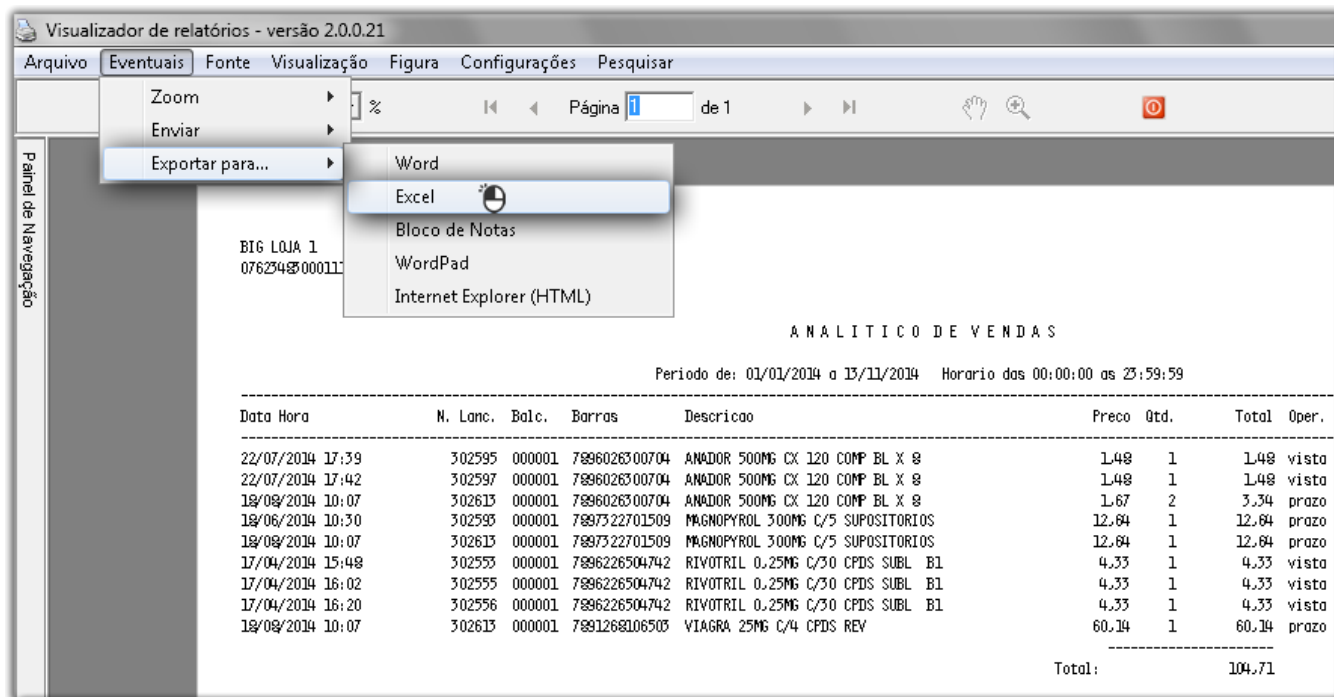 Visualizador de relatórios - versão 2.0.0.21
Arquivo Eventuais Fonte Visualização Figura Configurações Pesquisar
Zoom
Enviar
Exportar para...
% Página 1 de 1
Word
Excel
Bloco de Notas
WordPad
Internet Explorer (HTML)
Painel de Navegação
BIG LOJA 1
A N A L I T I C O D E V E N D A S
Periodo de: 01/01/2014 a 13/11/2014 Horario das 00:00:00 as 23:59:59
Data Hora N. Lanc. Balc. Barras Descricao Preco Qtd. Total Oper.
22/07/2014 17:39 302595 000001 7896026300704 ANADOR 500MG CX 120 COMP BL X 8 1,48 1 1,48 vista
22/07/2014 17:42 302597 000001 7896026300704 ANADOR 500MG CX 120 COMP BL X 8 1,48 1 1,48 vista
18/08/2014 10:07 302613 000001 7896026300704 ANADOR 500MG CX 120 COMP BL X 8 1,67 2 3,34 prazo
18/06/2014 10:30 302593 000001 7897322701509 MAGNOPYROL 300MG C/5 SUPOSITORIOS 12,64 1 12,64 prazo
18/08/2014 10:07 302613 000001 7897322701509 MAGNOPYROL 300MG C/5 SUPOSITORIOS 12,64 1 12,64 prazo
17/04/2014 15:48 302553 000001 7896226504742 RIVOTRIL 0,25MG C/30 CPDS SUBL B1 4,33 1 4,33 vista
17/04/2014 16:02 302555 000001 7896226504742 RIVOTRIL 0,25MG C/30 CPDS SUBL B1 4,33 1 4,33 vista
17/04/2014 16:20 302556 000001 7896226504742 RIVOTRIL 0,25MG C/30 CPDS SUBL B1 4,33 1 4,33 vista
18/08/2014 10:07 302613 000001 7891268106503 VIAGRA 25MG C/4 CPDS REV 60,14 1 60,14 prazo
Total: 104,71